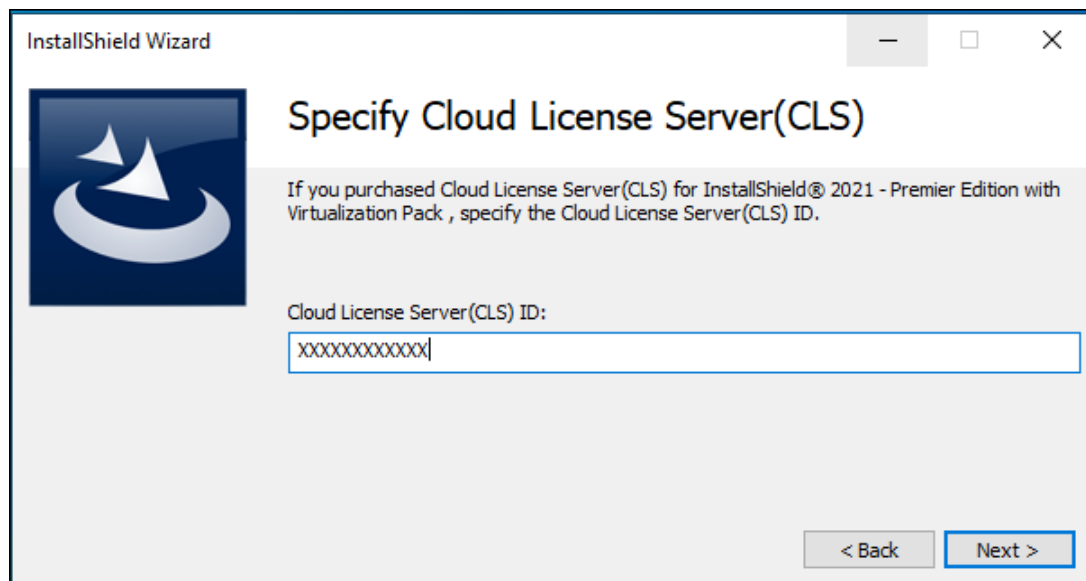 InstallShield Wizard
Specify Cloud License Server(CLS)
If you purchased Cloud License Server(CLS) for InstallShield® 2021 - Premier Edition with
Virtualization Pack , specify the Cloud License Server(CLS) ID.
Cloud License Server(CLS) ID:
XXXXXXXXXXXX
< Back
Next >